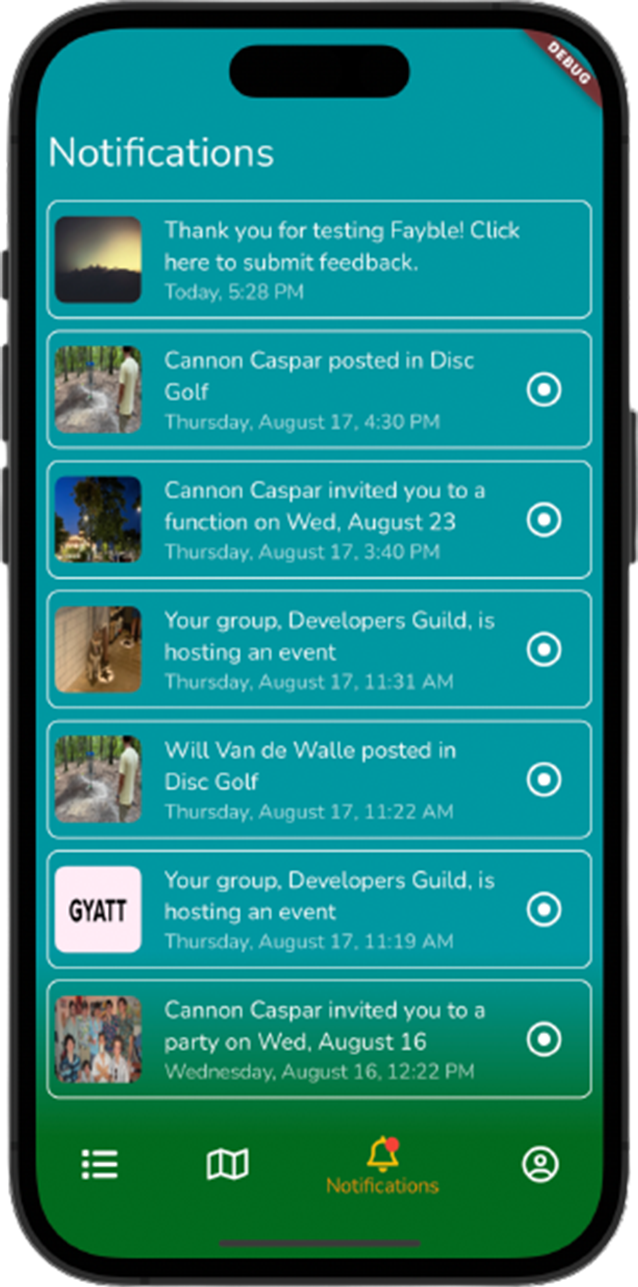 DEBUG
Notifications
Thank you for testing Fayble! Click
here to submit feedback.
Today, 5:28 PM
Cannon Caspar posted in Disc
Golf
Thursday, August 17, 4:30 PM
Cannon Caspar invited you to a
function on Wed, August 23
Thursday, August 17, 3:40 PM
Your group, Developers Guild, is
hosting an event
Thursday, August 17, 11:31 AM
Will Van de Walle posted in
Disc Golf
Thursday, August 17, 11:22 AM
GYATT
Your group, Developers Guild, is
hosting an event
Thursday, August 17, 11:19 AM
Cannon Caspar invited you to a
party on Wed, August 16
Wednesday, August 16, 12:22 PM
Notifications